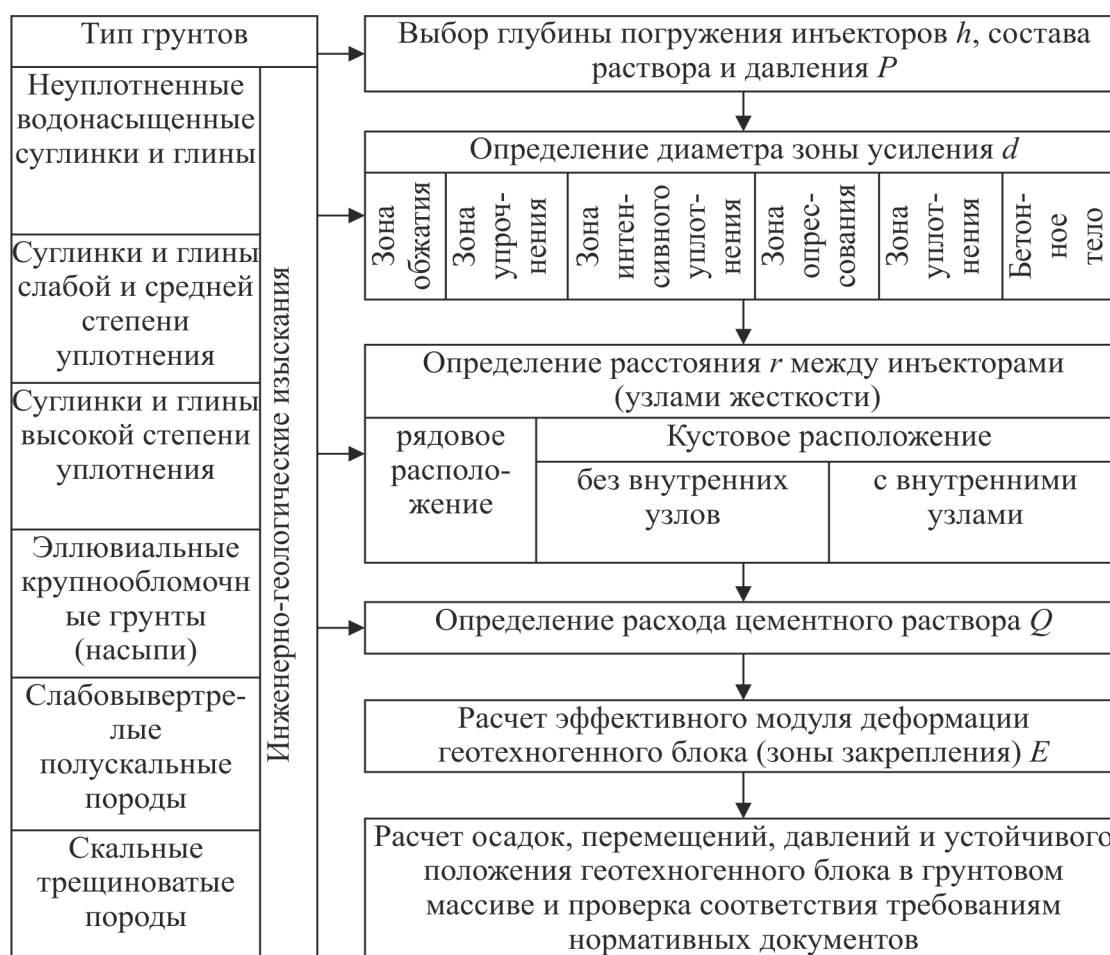 Тип грунтов
Неуплотненные
водонасыщенные
суглинки и глины
Суглинки и глины
слабой и средней
степени
уплотнения
Суглинки и глины
высокой степени
уплотнения
Эллювиальные
крупнообломочн
ые грунты
(насыпи)
Слабовывертре-
лые
полускальные
породы
Скальные
трещиноватые
породы
Инженерно-геологические изыскания
Выбор глубины погружения инъекторов h, состава
раствора и давления P
Определение диаметра зоны усиления d
Зона
обжатия
Зона
упроч-
нения
Зона
интен-
сивного
уплот-
нения
Зона
опрес-
сования
Зона
уплот-
нения
Бетон-
ное
тело
Определение расстояния r между инъекторами
(узлами жесткости)
рядовое
располо-
жение
Кустовое расположение
без внутренних
узлов
с внутренними
узлами
Определение расхода цементного раствора Q
Расчет эффективного модуля деформации
геотехногенного блока (зоны закрепления) E
Расчет осадок, перемещений, давлений и устойчивого
положения геотехногенного блока в грунтовом
массиве и проверка соответствия требованиям
нормативных документов